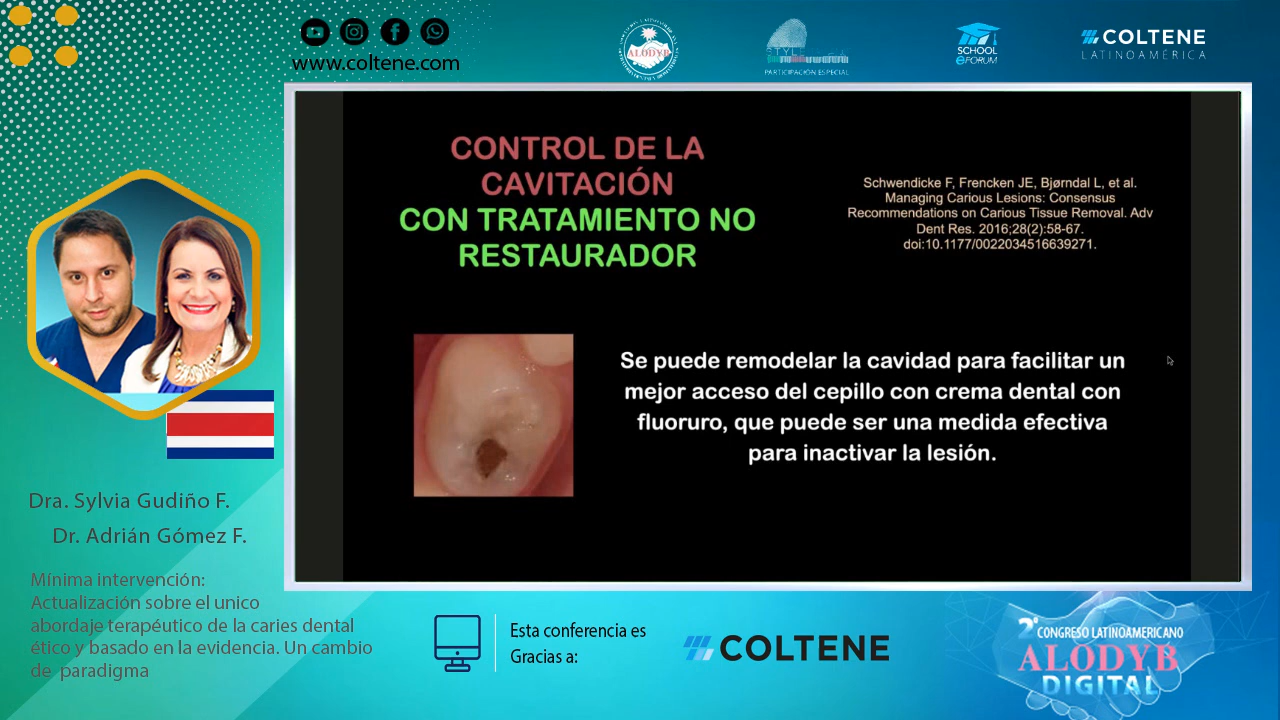 www.coltene.com
ALODYB
STYLE
PARTICIPACIÓN ESPECIAL
SCHOOL
eFORUM
COLTENE
LATINOAMÉRICA
CONTROL DE LA
CAVITACIÓN
CON TRATAMIENTO NO
RESTAURADOR
Schwendicke F, Frencken JE, Bjørndal L, et al.
Managing Carious Lesions: Consensus
Recommendations on Carious Tissue Removal. Adv
Dent Res. 2016;28(2):58-67.
doi:10.1177/0022034516639271.
Se puede remodelar la cavidad para facilitar un
mejor acceso del cepillo con crema dental con
fluoruro, que puede ser una medida efectiva
para inactivar la lesión.
Dra. Sylvia Gudiño F.
Dr. Adrián Gómez F.
Mínima intervención:
Actualización sobre el unico
abordaje terapéutico de la caries dental
ético y basado en la evidencia. Un cambio
de paradigma
Esta conferencia es
Gracias a:
COLTENE
2º CONGRESO LATINOAMERICANO
ALODYB
DIGITAL